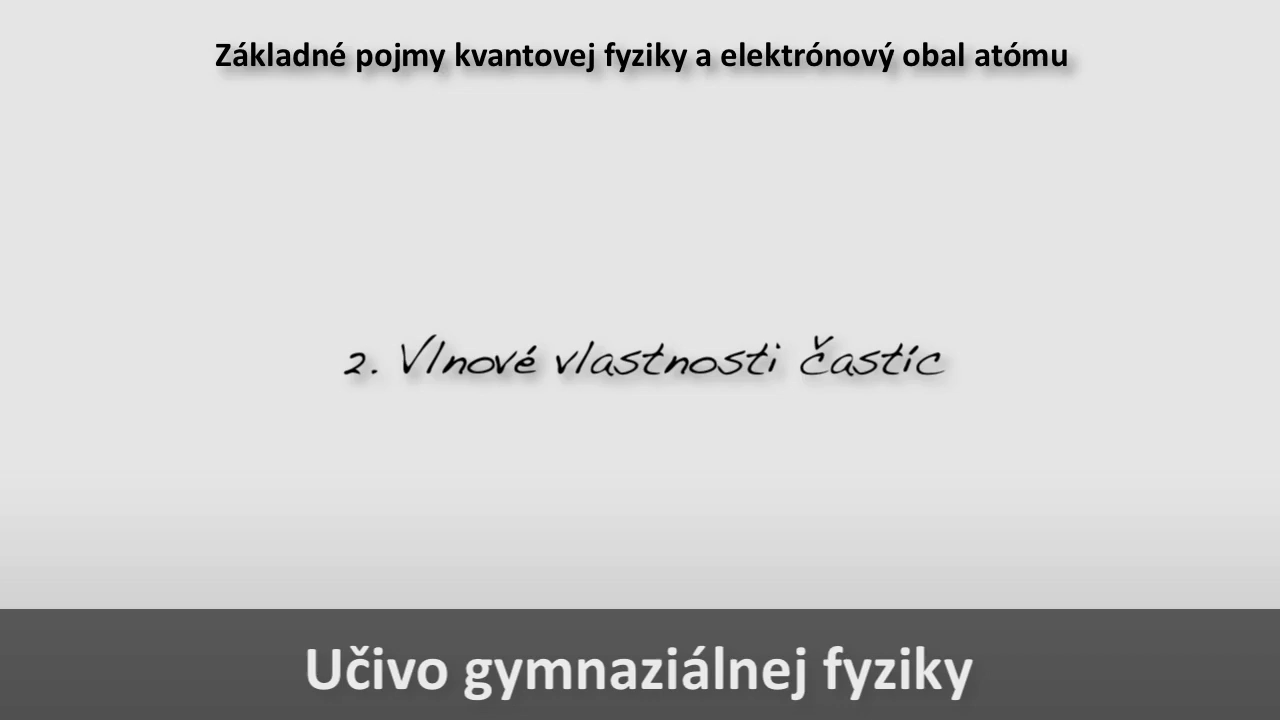 Základné pojmy kvantovej fyziky a elektrónový obal atómu
2. Vlnové vlastnosti častíc
Učivo gymnaziálnej fyziky